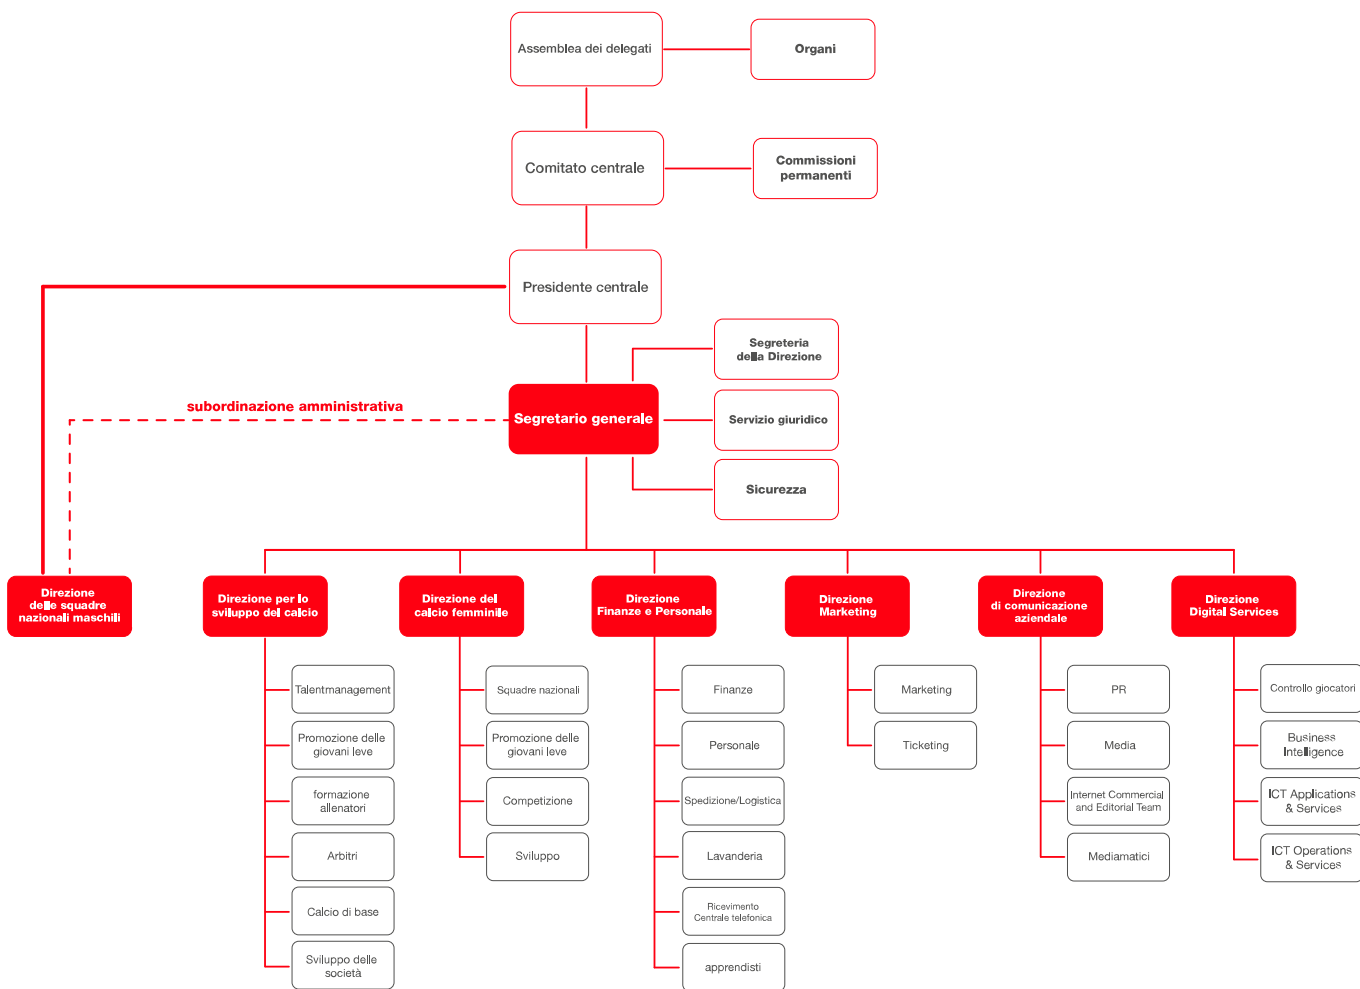 Assemblea dei delegati
Organi
Comitato centrale
Commissioni
permanenti
Presidente centrale
Segreteria
della Direzione
subordinazione amministrativa
Segretario generale
Servizio giuridico
Sicurezza
Direzione
delle squadre
nazionali maschili
Direzione per lo
sviluppo del calcio
Direzione del
calcio femminile
Direzione
Finanze e Personale
Direzione
Marketing
Direzione
di comunicazione
aziendale
Direzione
Digital Services
Talentmanagement
Promozione delle
giovani leve
formazione
allenatori
Arbitri
Calcio di base
Sviluppo delle
società
Squadre nazionali
Promozione delle
giovani leve
Competizione
Sviluppo
Finanze
Personale
Spedizione/Logistica
Lavanderia
Ricevimento
Centrale telefonica
apprendisti
Marketing
Ticketing
PR
Media
Internet Commercial
and Editorial Team
Mediamatici
Controllo giocatori
Business
Intelligence
ICT Applications
& Services
ICT Operations
& Services